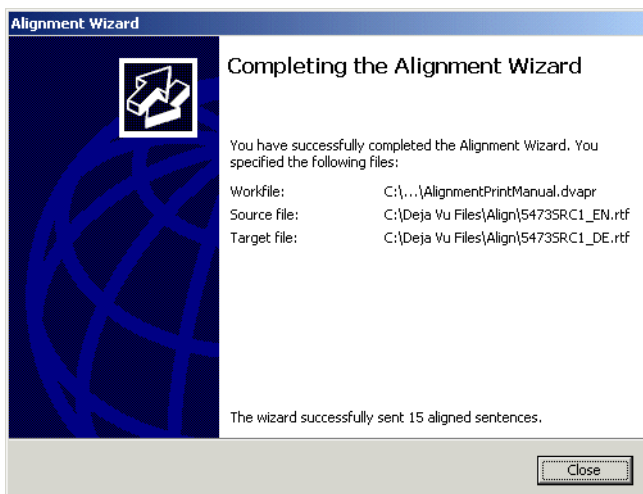 Alignment Wizard
Completing the Alignment Wizard
You have successfully completed the Alignment Wizard. You
specified the following files:
Workfile: C:\...\AlignmentPrintManual.dvapr
Source file: C:\Deja Vu Files\Align\5473SRC1_EN.rtf
Target file: C:\Deja Vu Files\Align\5473SRC1_DE.rtf
The wizard successfully sent 15 aligned sentences.
Close